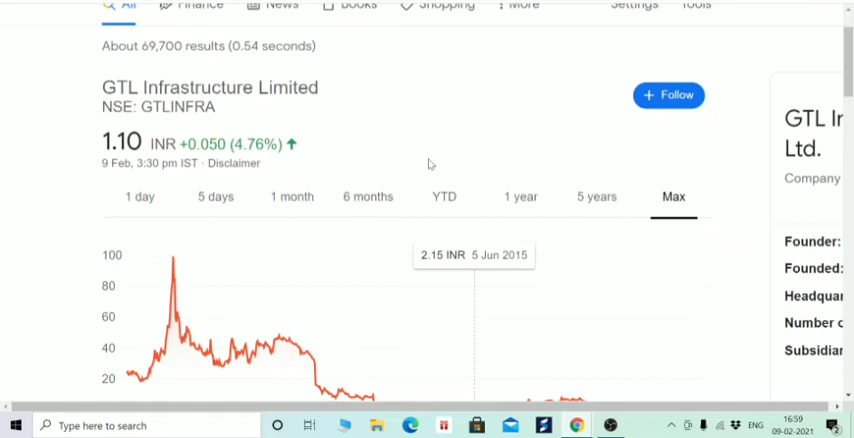 All Finance News Books Shopping More Settings Tools
About 69,700 results (0.54 seconds)
GTL Infrastructure Limited
NSE: GTLINFRA
+ Follow
1.10 INR +0.050 (4.76%)
9 Feb, 3:30 pm IST · Disclaimer
1 day 5 days 1 month 6 months YTD 1 year 5 years Max
2.15 INR 5 Jun 2015
100
80
60
40
20
GTL
Ltd.
Company
Founder:
Founded:
Type here to search
ENG
16:59
09-02-2021
2